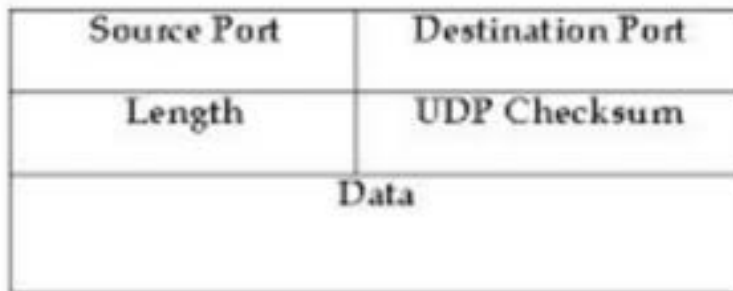 Source Port Destination Port
Length UDP Checksum
Data